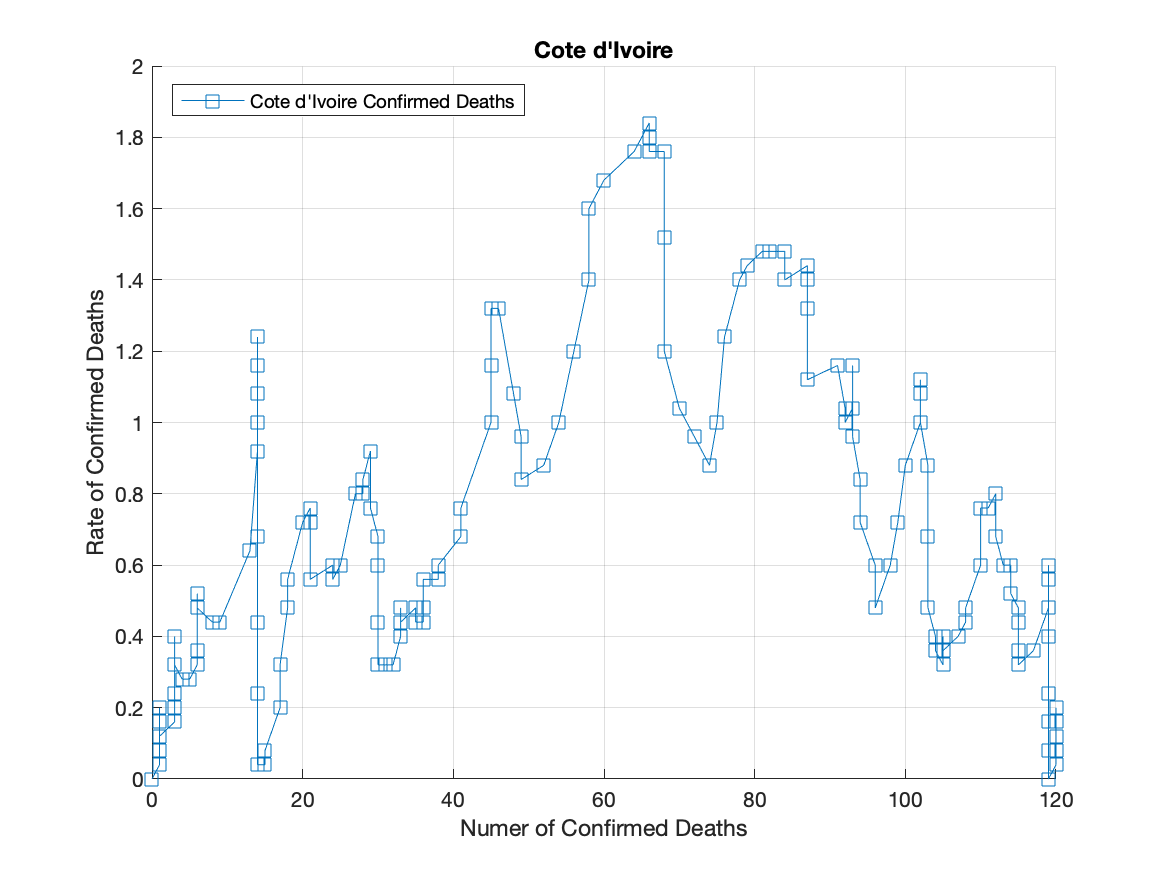 Cote d'Ivoire
Cote d'Ivoire Confirmed Deaths
2
1.8
1.6
1.4
1.2
1
0.8
0.6
0.4
0.2
0
Rate of Confirmed Deaths
0 20 40 60 80 100 120
Numer of Confirmed Deaths